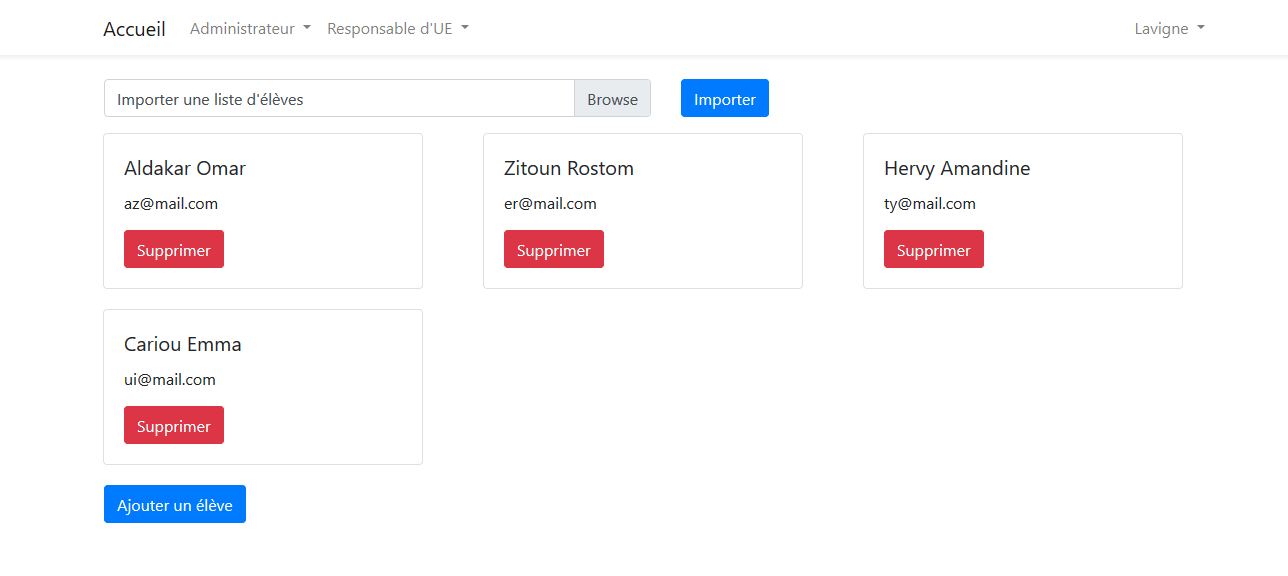 Accueil Administrateur Responsable d'UE Lavigne
Importer une liste d'élèves Browse Importer
Aldakar Omar Zitoun Rostom Hervy Amandine
az@mail.com er@mail.com ty@mail.com
Supprimer Supprimer Supprimer
Cariou Emma
ui@mail.com
Supprimer
Ajouter un élève